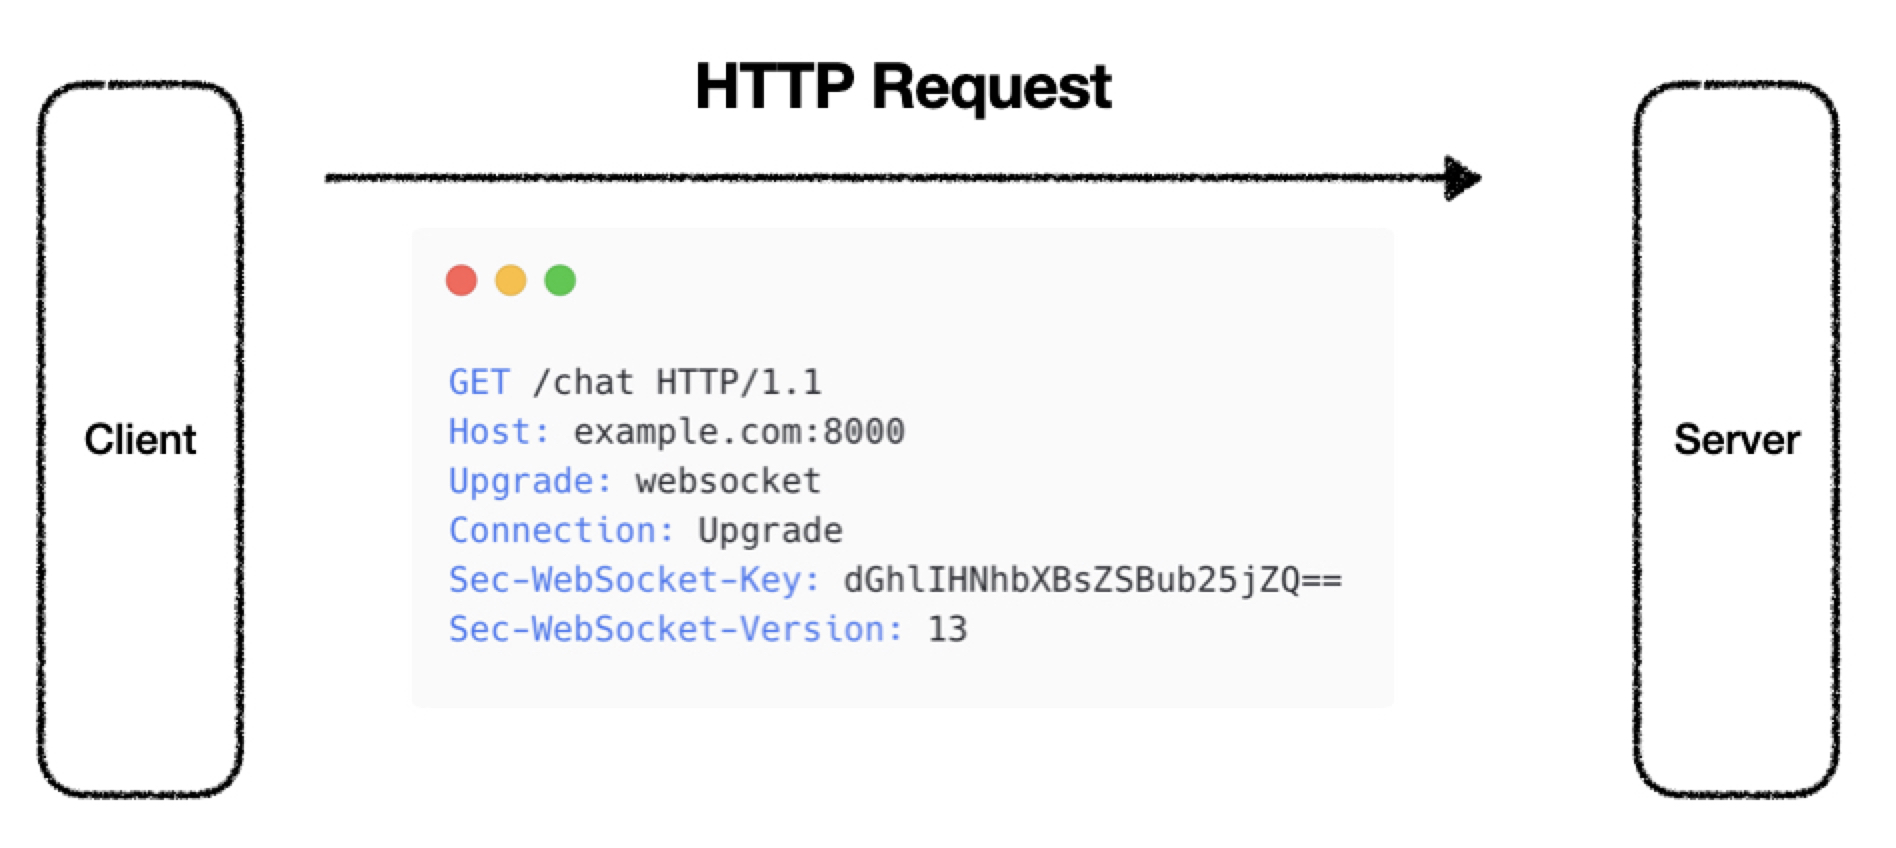 HTTP Request
Client
GET /chat HTTP/1.1
Host: example.com:8000
Upgrade: websocket
Connection: Upgrade
Sec-WebSocket-Key: dGhlIHNhbXBsZSBub25jZQ==
Sec-WebSocket-Version: 13
Server